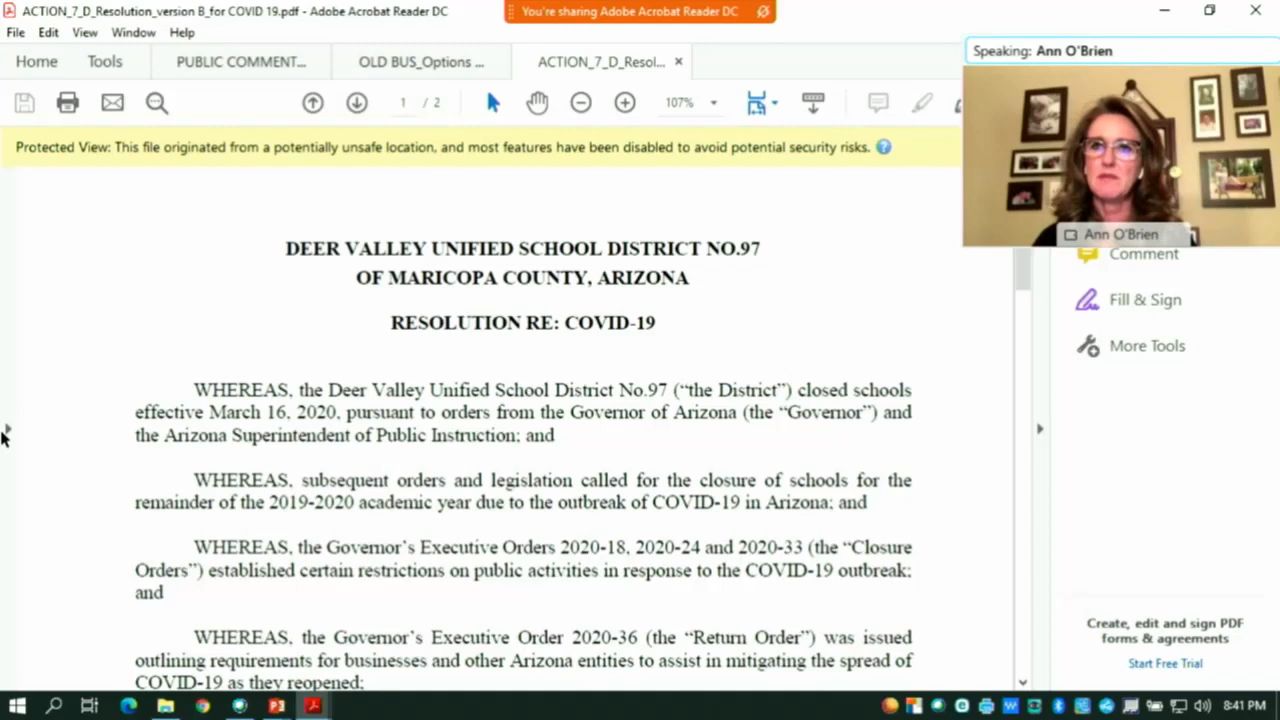 ACTION_7_D_Resolution_version B_for COVID 19.pdf - Adobe Acrobat Reader DC
You're sharing Adobe Acrobat Reader DC
File Edit View Window Help
Speaking: Ann O'Brien
Home Tools PUBLIC COMMENT... OLD BUS_Options ... ACTION_7_D_Resol...
1 / 2 107%
Protected View: This file originated from a potentially unsafe location, and most features have been disabled to avoid potential security risks.
Ann O'Brien
Comment
Fill & Sign
More Tools
DEER VALLEY UNIFIED SCHOOL DISTRICT NO.97
OF MARICOPA COUNTY, ARIZONA
RESOLUTION RE: COVID-19
WHEREAS, the Deer Valley Unified School District No.97 (“the District”) closed schools
effective March 16, 2020, pursuant to orders from the Governor of Arizona (the “Governor”) and
the Arizona Superintendent of Public Instruction; and
WHEREAS, subsequent orders and legislation called for the closure of schools for the
remainder of the 2019-2020 academic year due to the outbreak of COVID-19 in Arizona; and
WHEREAS, the Governor’s Executive Orders 2020-18, 2020-24 and 2020-33 (the “Closure
Orders”) established certain restrictions on public activities in response to the COVID-19 outbreak;
and
WHEREAS, the Governor’s Executive Order 2020-36 (the “Return Order”) was issued
outlining requirements for businesses and other Arizona entities to assist in mitigating the spread of
COVID-19 as they reopened;
Create, edit and sign PDF
forms & agreements
Start Free Trial
8:41 PM